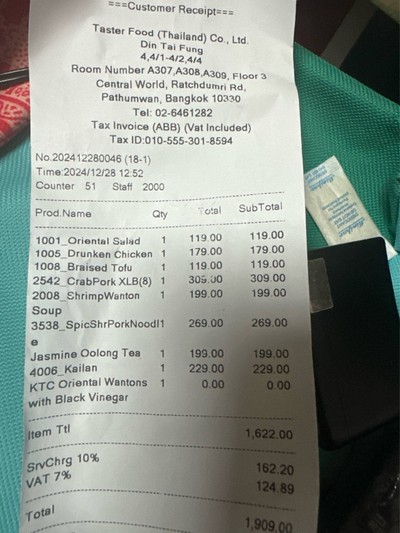 ===Customer Receipt===
Taster Food (Thailand) Co., Ltd.
Din Tai Fung
4,4/1-4/2,4/4
Room Number A307,A308,A309, Floor 3
Central World, Ratchdumri Rd,
Pathumwan, Bangkok 10330
Tel: 02-6461282
Tax Invoice (ABB) (Vat Included)
Tax ID:010-555-301-8594
No.202412280046 (18-1)
Time:2024/12/28 12:52
Counter 51 Staff 2000
Prod.Name Qty Total SubTotal
1001_Oriental Salad 1 119.00 119.00
1005_Drunken Chicken 1 179.00 179.00
1008_Braised Tofu 1 119.00 119.00
2542_CrabPork XLB(8) 1 309.00 309.00
2008_ShrimpWanton 1 199.00 199.00
Soup
3538_SpicShrPorkNoodl1 269.00 269.00
e
Jasmine Oolong Tea 1 199.00 199.00
4006_Kailan 1 229.00 229.00
KTC Oriental Wantons 1 0.00 0.00
with Black Vinegar
Item Ttl 1,622.00
SrvChrg 10% 162.20
VAT 7% 124.89
Total 1,909.00